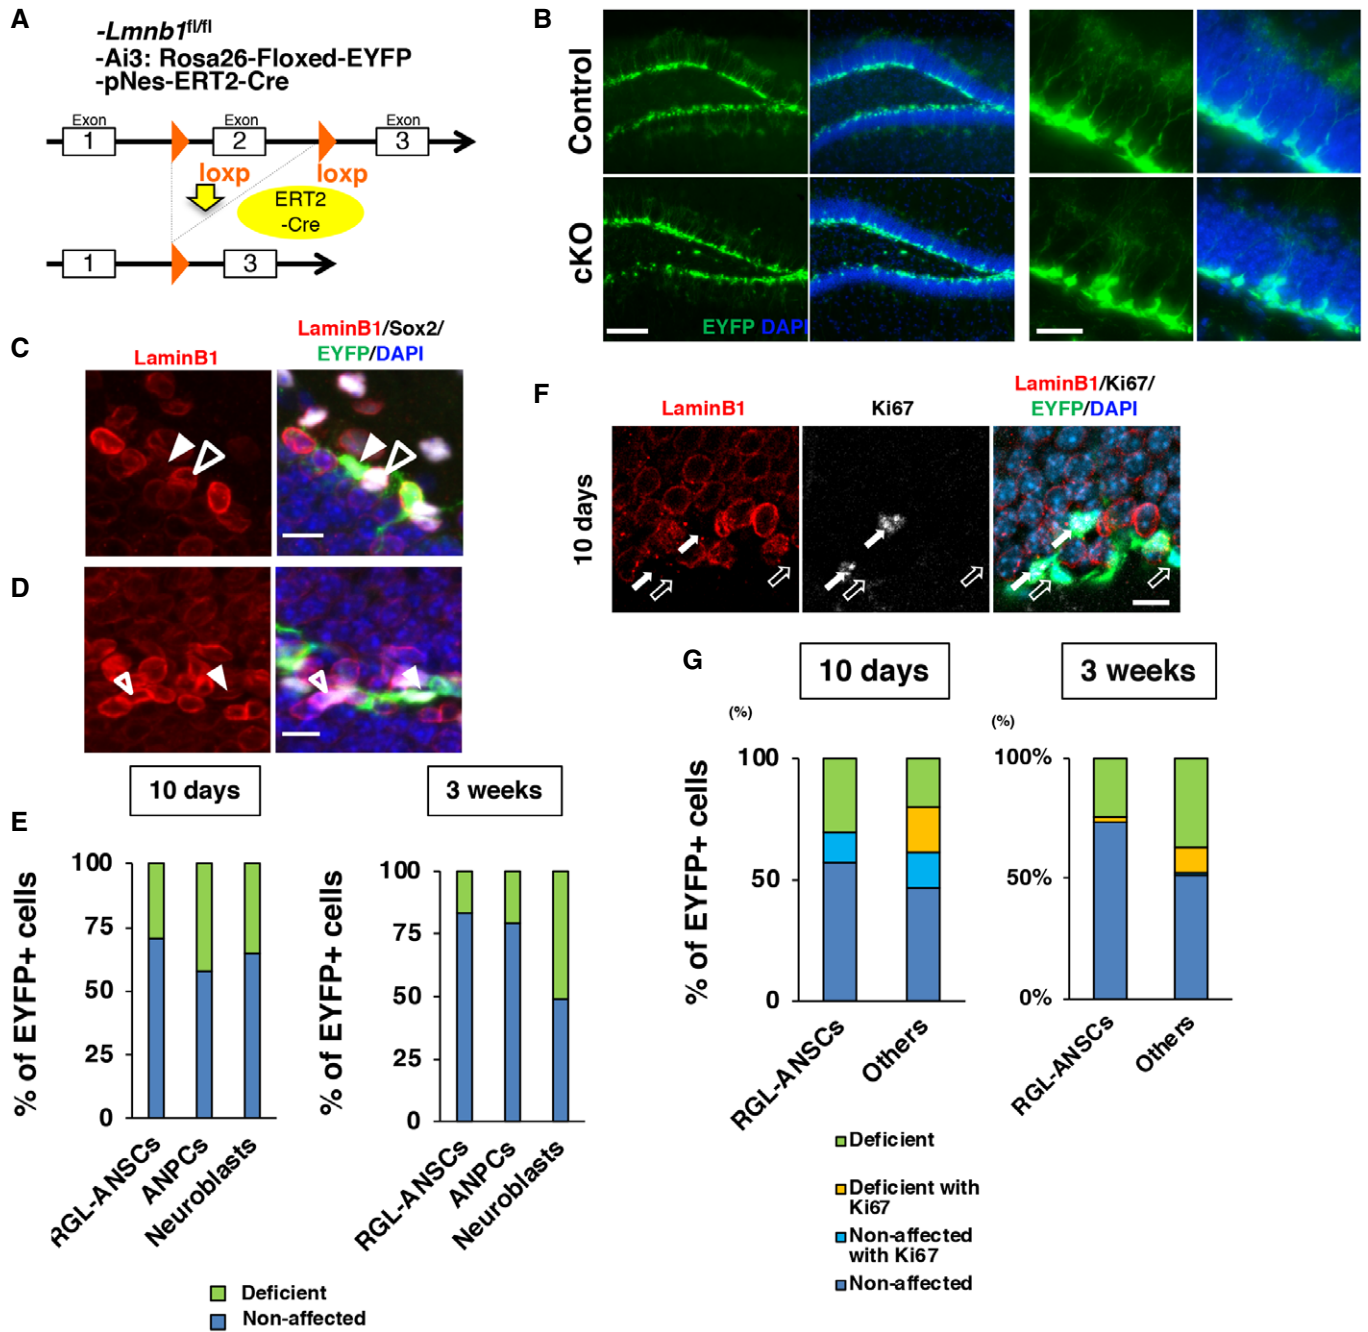 A
-Lmnb1fl/fl
-Ai3: Rosa26-Floxed-EYFP
-pNes-ERT2-Cre
Exon Exon Exon
1 2 3
loxp loxp
ERT2
-Cre
1 3
B
Control
cKO
EYFP DAPI
C
LaminB1
LaminB1/Sox2/
EYFP/DAPI
D
E
10 days
3 weeks
% of EYFP+ cells
100
75
50
25
0
RGL-ANSCs
ANPCs
Neuroblasts
% of EYFP+ cells
100
75
50
25
0
RGL-ANSCs
ANPCs
Neuroblasts
Deficient
Non-affected
F
LaminB1
Ki67
LaminB1/Ki67/
EYFP/DAPI
10 days
G
10 days
3 weeks
(%)
% of EYFP+ cells
100
50
0
RGL-ANSCs
Others
(%)
100%
50%
0%
RGL-ANSCs
Others
Deficient
Deficient with
Ki67
Non-affected
with Ki67
Non-affected